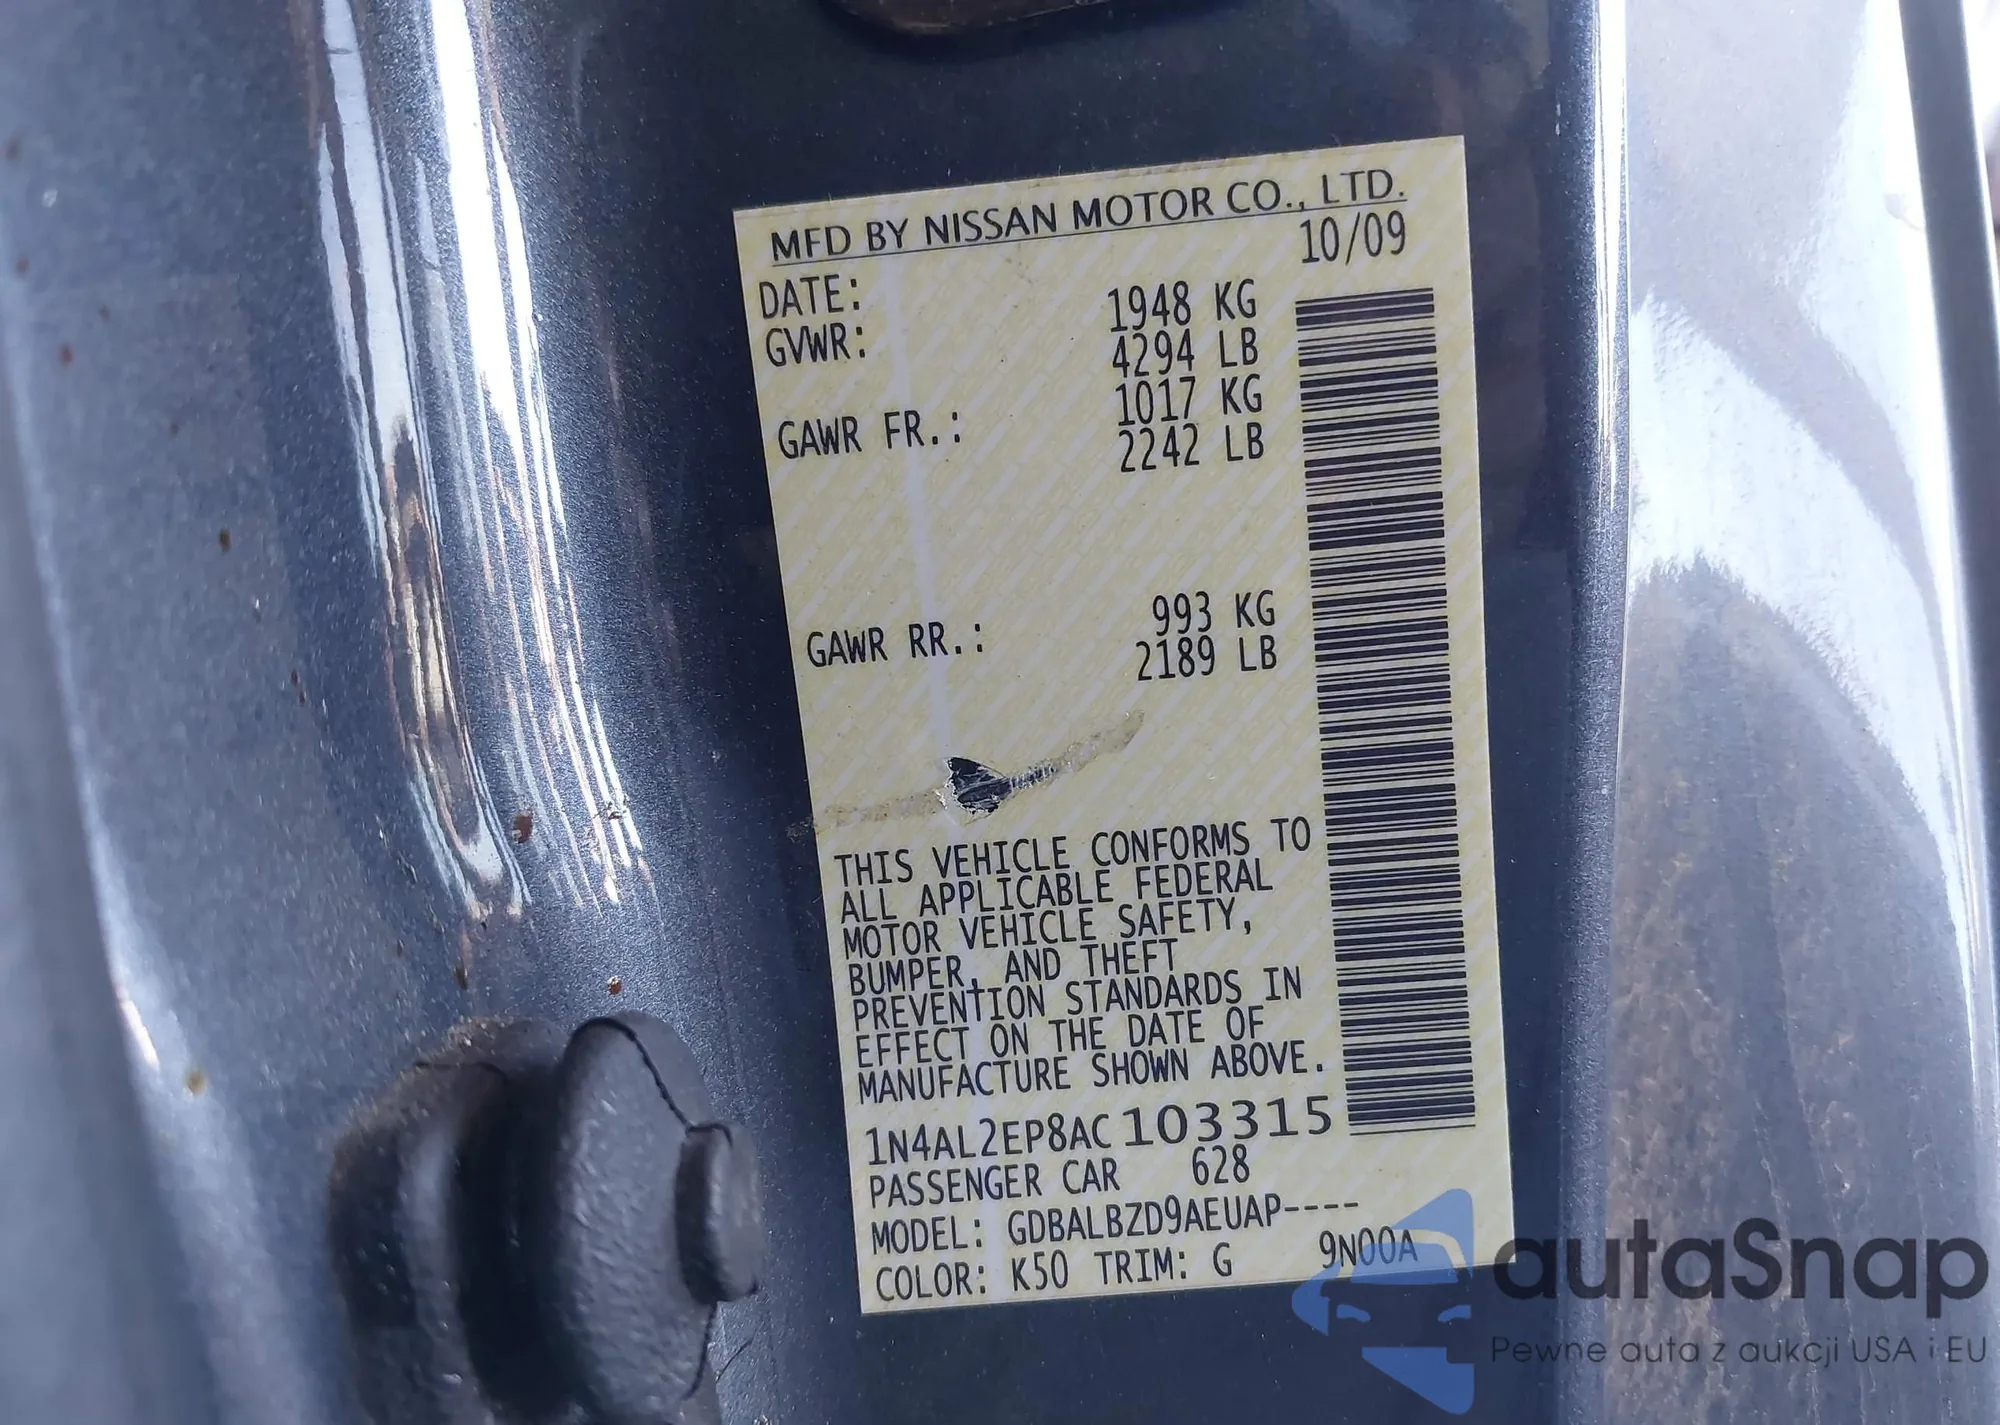 MFD BY NISSAN MOTOR CO., LTD.
DATE: 10/09
GVWR: 1948 KG
4294 LB
GAWR FR.: 1017 KG
2242 LB
GAWR RR.: 993 KG
2189 LB
THIS VEHICLE CONFORMS TO
ALL APPLICABLE FEDERAL
MOTOR VEHICLE SAFETY,
BUMPER, AND THEFT
PREVENTION STANDARDS IN
EFFECT ON THE DATE OF
MANUFACTURE SHOWN ABOVE.
1N4AL2EP8AC103315
PASSENGER CAR 628
MODEL: GDBALBZD9AEUAP----
COLOR: K50 TRIM: G 9N00A
autaSnap
Pewne auta z aukcji USA i EU